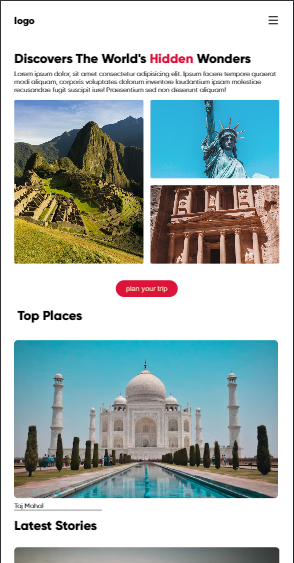 logo
Discovers The World's Hidden Wonders
Lorem ipsum dolor, sit amet consectetur adipisicing elit. Ipsum facere tempore quaerat
modi aliquam, corporis voluptates dolorum inventore laudantium ipsam molestiae
recusandae fugit suscipit iure! Praesentium sed non deserunt aliquam!
plan your trip
Top Places
Taj Mahal
Latest Stories